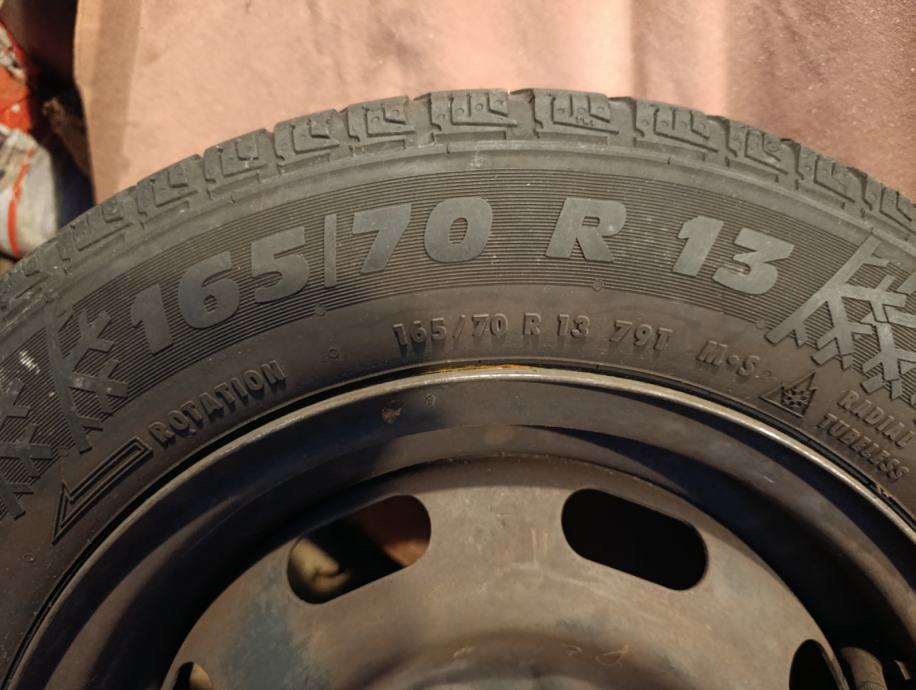 165/70 R 13
165/70 R 13 79T M+S
ROTATION
RADIAL
TUBELESS